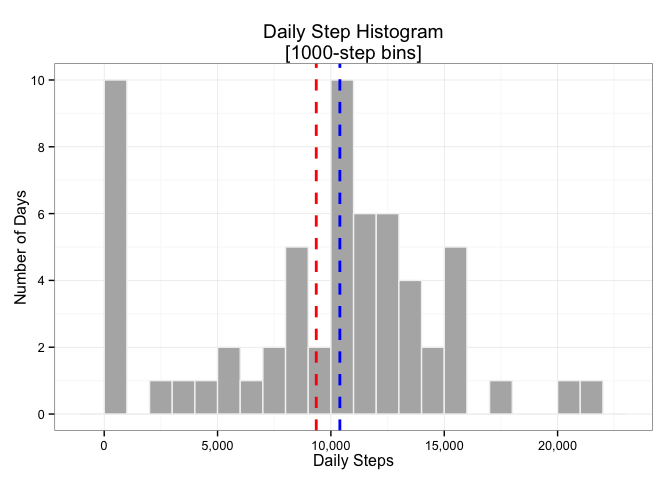 Daily Step Histogram
[1000-step bins]
10
8
6
4
2
0
Number of Days
0 5,000 10,000 15,000 20,000
Daily Steps